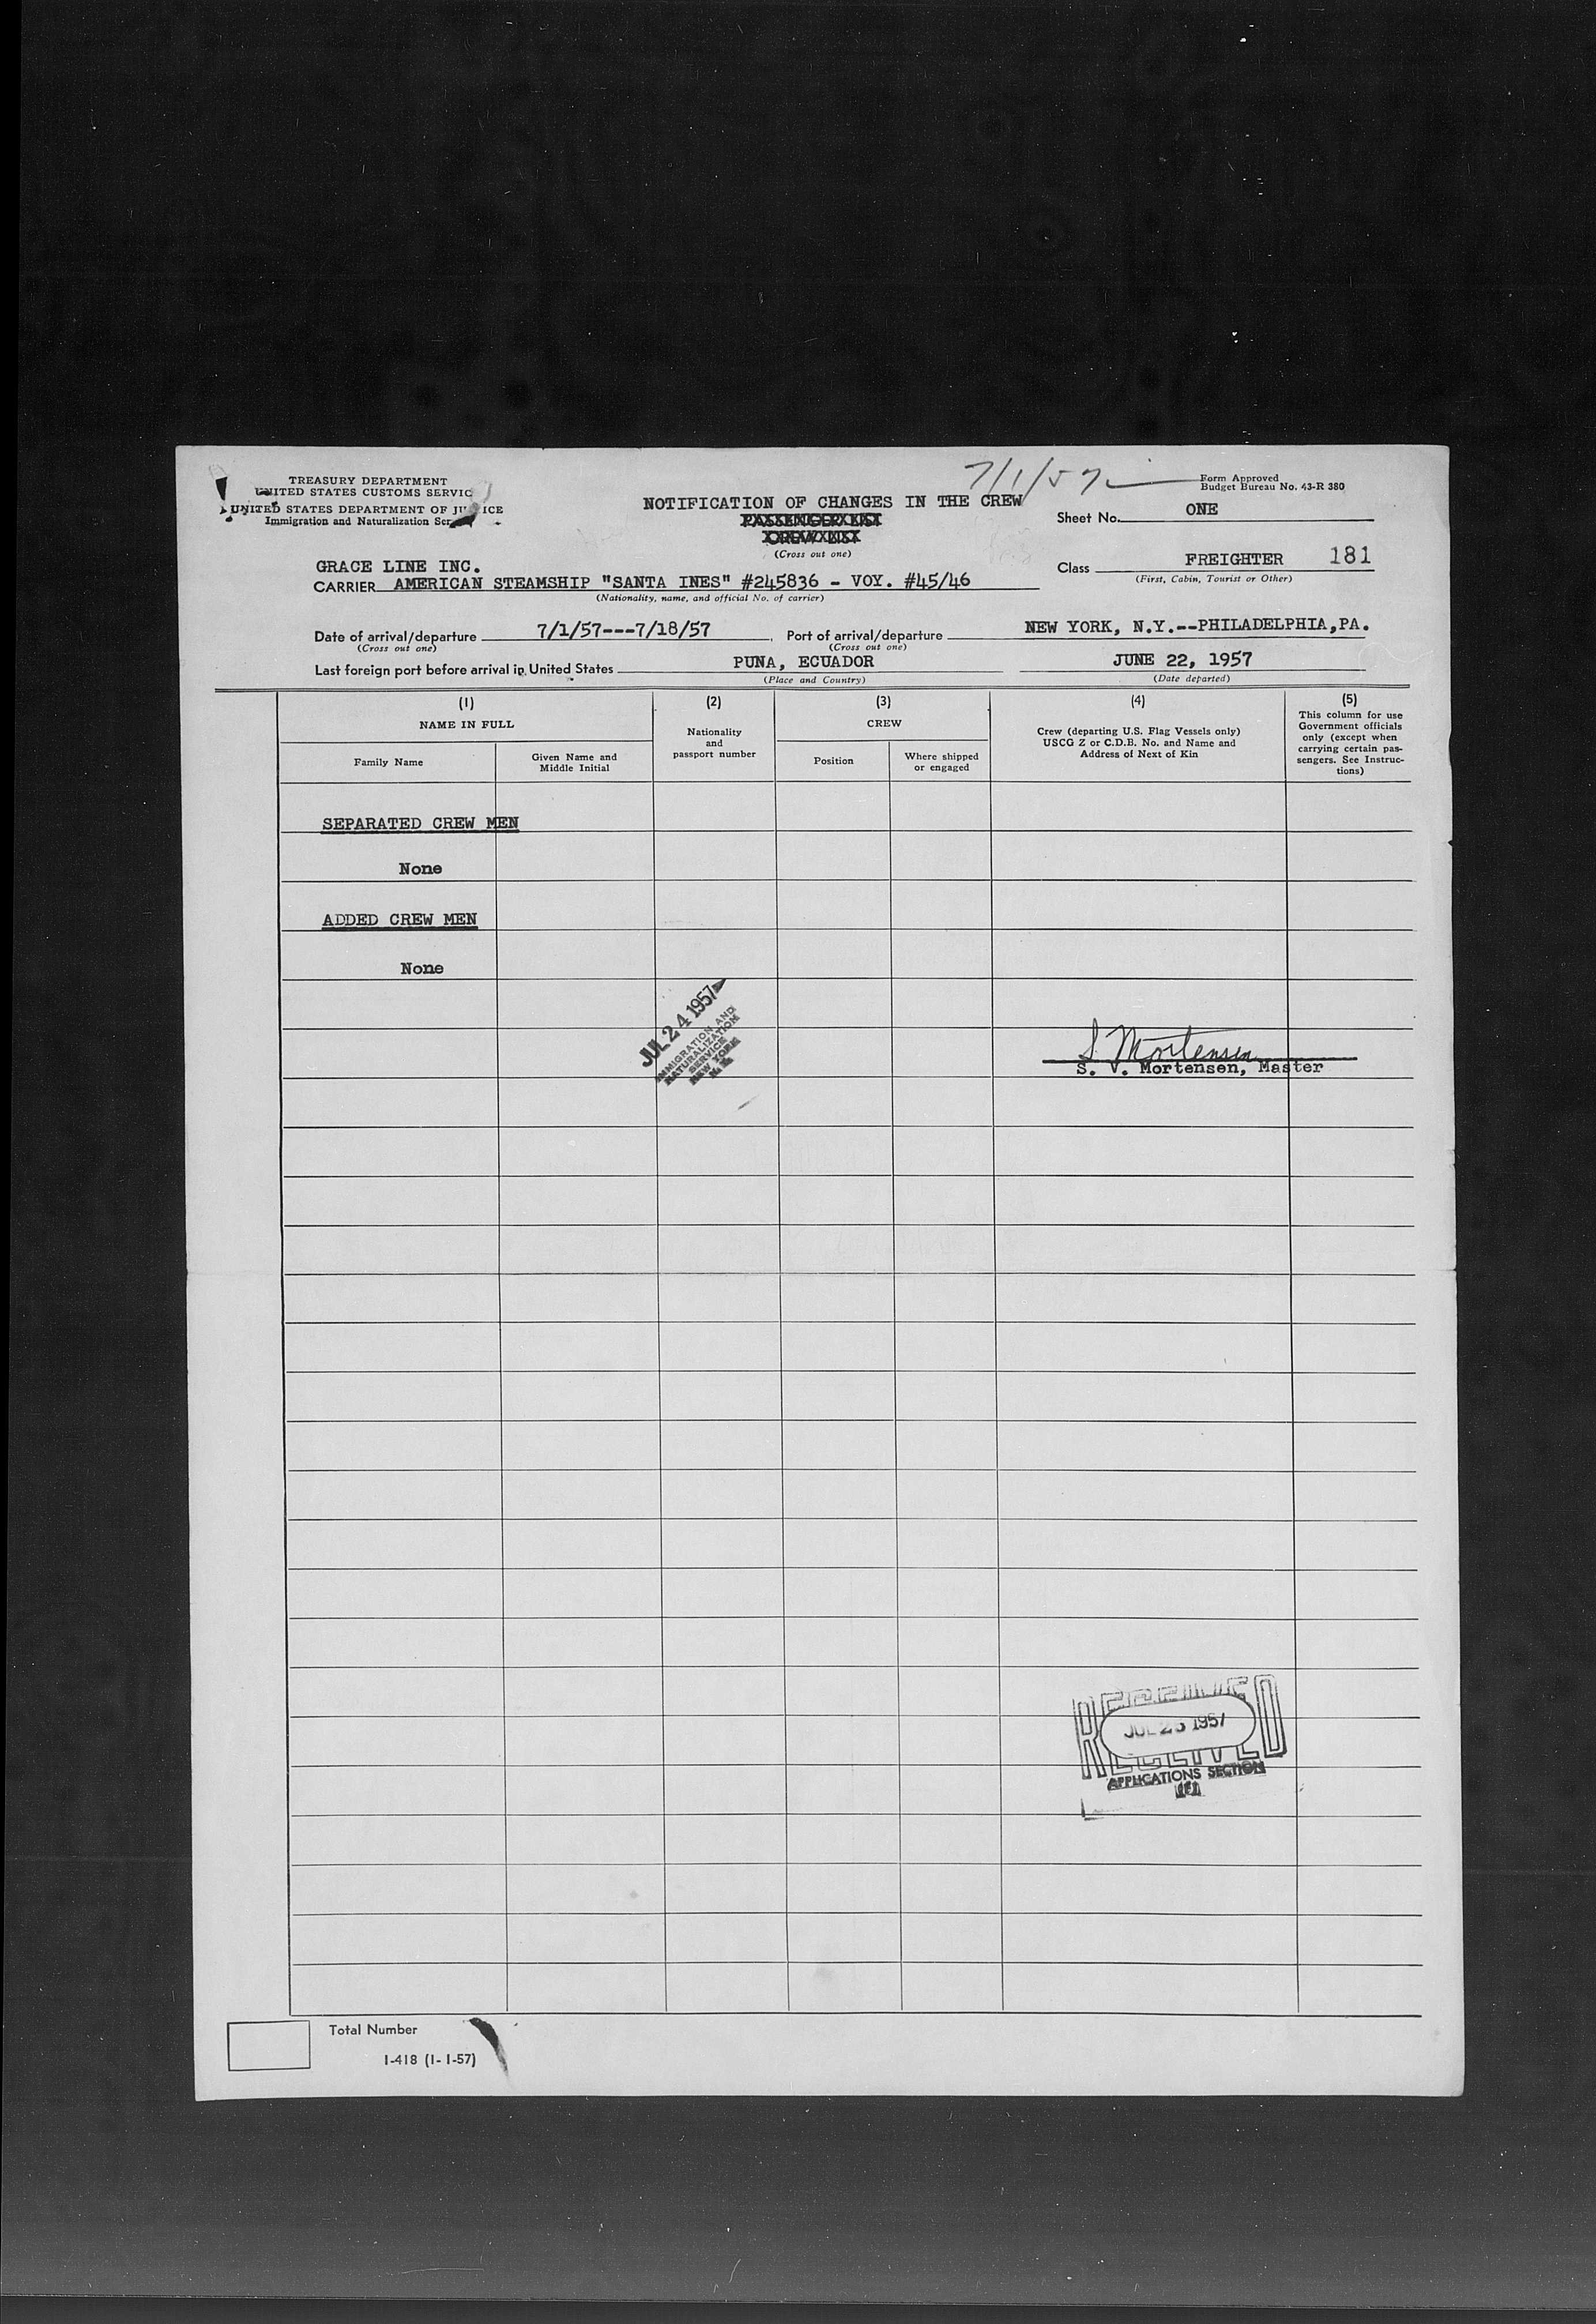 7/1/57
TREASURY DEPARTMENT
UNITED STATES CUSTOMS SERVIC
UNITED STATES DEPARTMENT OF JUSTICE
Immigration and Naturalization Ser
NOTIFICATION OF CHANGES IN THE CREW
PASSENGER LIST
CREW LIST
(Cross out one)
Form Approved
Budget Bureau No. 43-R 380
Sheet No. ONE
Class FREIGHTER 181
(First, Cabin, Tourist or Other)
GRACE LINE INC.
CARRIER AMERICAN STEAMSHIP "SANTA INES" #245836 - VOY. #45/46
(Nationality, name, and official No. of carrier)
Date of arrival/departure 7/1/57---7/18/57, Port of arrival/departure NEW YORK, N.Y.--PHILADELPHIA,PA.
(Cross out one) (Cross out one)
Last foreign port before arrival in United States PUNA, ECUADOR JUNE 22, 1957
(Place and Country) (Date departed)
(1) (2) (3) (4) (5)
NAME IN FULL
Family Name
Given Name and
Middle Initial
Nationality
and
passport number
CREW
Position
Where shipped
or engaged
Crew (departing U.S. Flag Vessels only)
USCG Z or C.D.B. No. and Name and
Address of Next of Kin
This column for use
Government officials
only (except when
carrying certain pas-
sengers. See Instruc-
tions)
SEPARATED CREW MEN
None
ADDED CREW MEN
None
JUL 24 1957
IMMIGRATION AND
NATURALIZATION
SERVICE
NEW YORK
N. Y.
S. Mortensen
S. V. Mortensen, Master
RECEIVED
JUL 1957
APPLICATIONS SECTION
Total Number
I-418 (1-1-57)